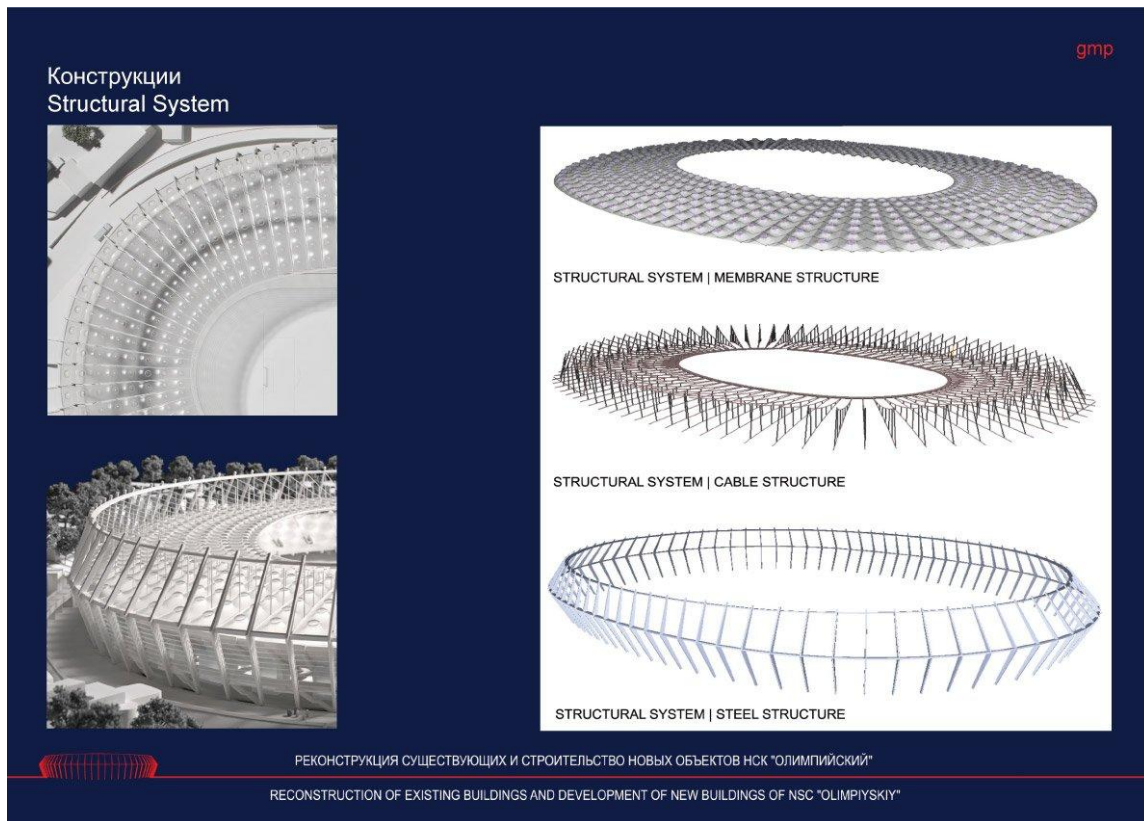 gmp
Конструкции
Structural System
STRUCTURAL SYSTEM | MEMBRANE STRUCTURE
STRUCTURAL SYSTEM | CABLE STRUCTURE
STRUCTURAL SYSTEM | STEEL STRUCTURE
РЕКОНСТРУКЦИЯ СУЩЕСТВУЮЩИХ И СТРОИТЕЛЬСТВО НОВЫХ ОБЪЕКТОВ НСК "ОЛИМПИЙСКИЙ"
RECONSTRUCTION OF EXISTING BUILDINGS AND DEVELOPMENT OF NEW BUILDINGS OF NSC "OLIMPIYSKIY"